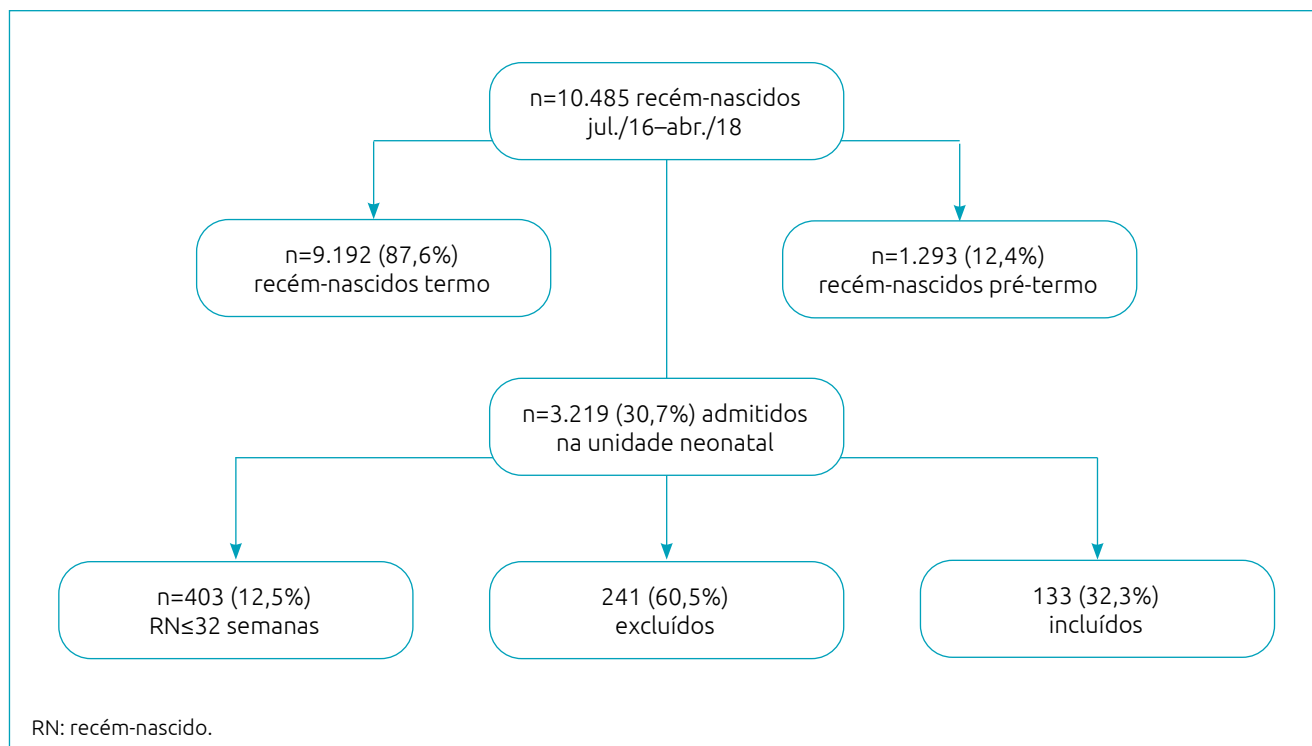 n=10.485 recém-nascidos
jul./16–abr./18
n=9.192 (87,6%)
recém-nascidos termo
n=1.293 (12,4%)
recém-nascidos pré-termo
n=3.219 (30,7%) admitidos
na unidade neonatal
n=403 (12,5%)
RN≤32 semanas
241 (60,5%)
excluídos
133 (32,3%)
incluídos
RN: recém-nascido.